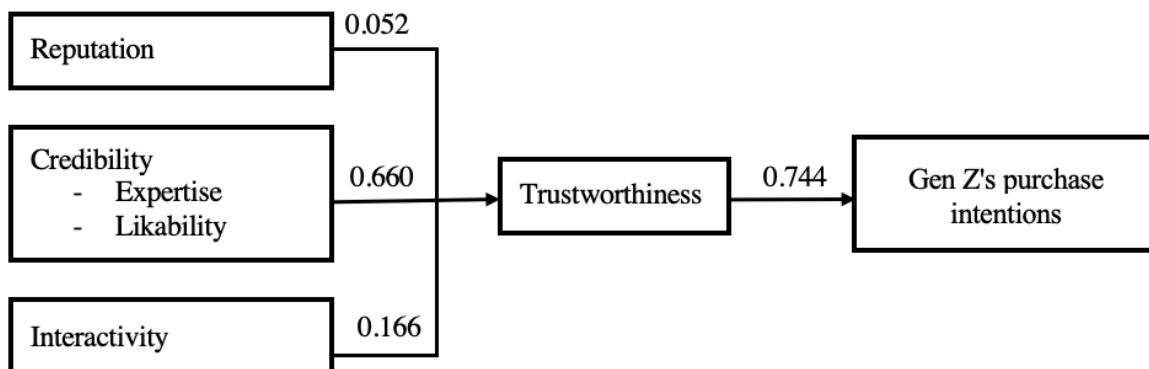 Reputation
0.052
Credibility
- Expertise
- Likability
0.660
Interactivity
0.166
Trustworthiness
0.744
Gen Z's purchase
intentions